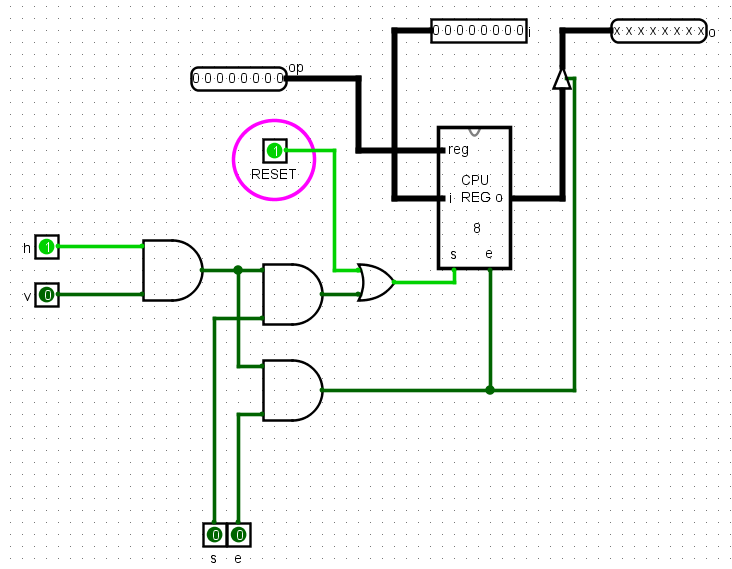 0 0 0 0 0 0 0 0 i
x x x x x x x x o
0 0 0 0 0 0 0 0 op
1
RESET
reg
CPU
i REG o
8
s e
h 1
v 0
0 0
s e